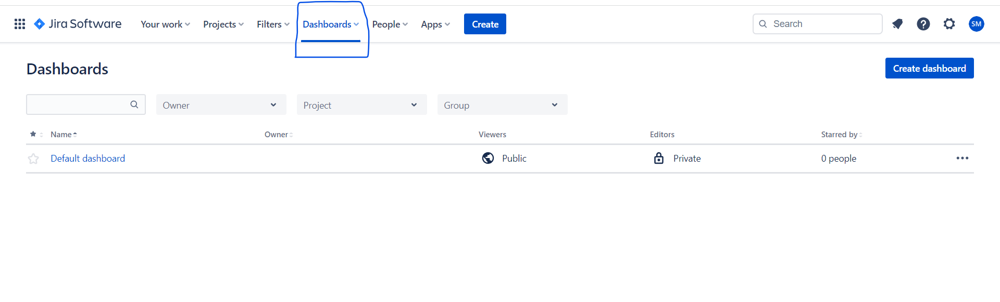 Jira Software Your work Projects Filters Dashboards People Apps Create Search SM
Dashboards Create dashboard
Owner Project Group
Name Owner Viewers Editors Starred by
Default dashboard Public Private 0 people